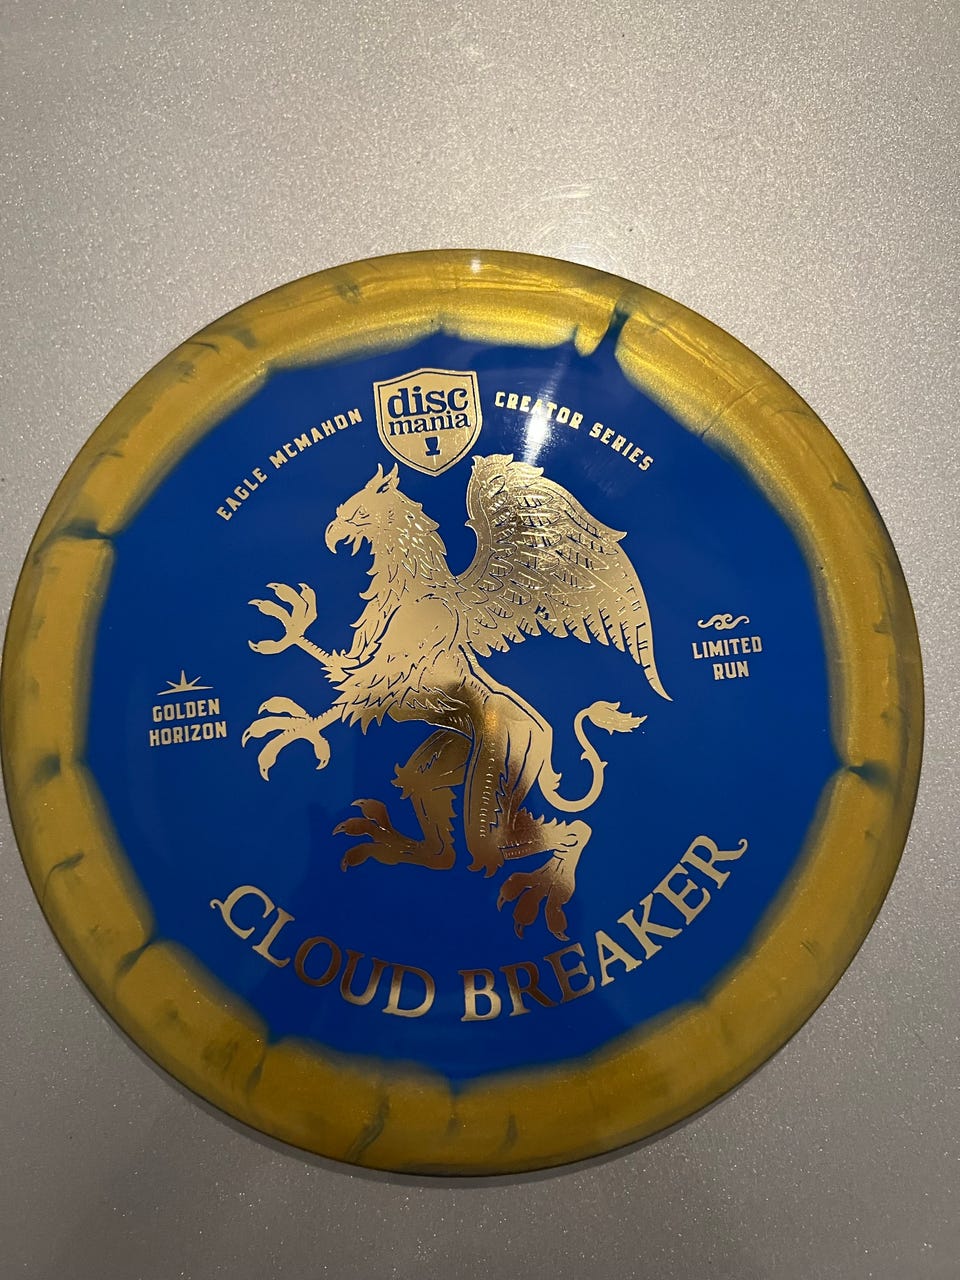 EAGLE MCMAHON
disc
mania
CREATOR SERIES
GOLDEN
HORIZON
LIMITED
RUN
CLOUD BREAKER